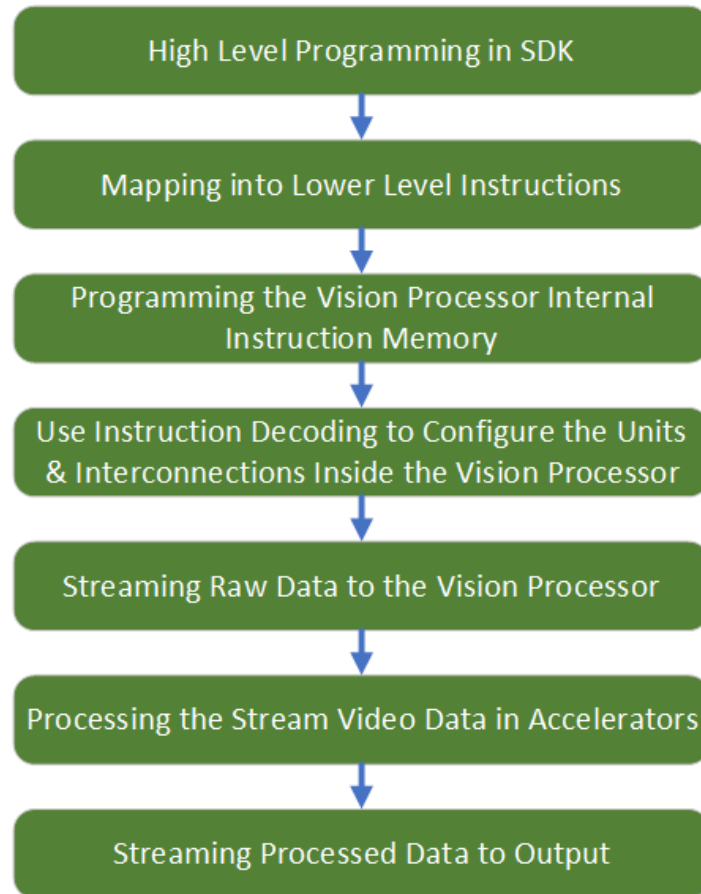 High Level Programming in SDK
Mapping into Lower Level Instructions
Programming the Vision Processor Internal
Instruction Memory
Use Instruction Decoding to Configure the Units
& Interconnections Inside the Vision Processor
Streaming Raw Data to the Vision Processor
Processing the Stream Video Data in Accelerators
Streaming Processed Data to Output